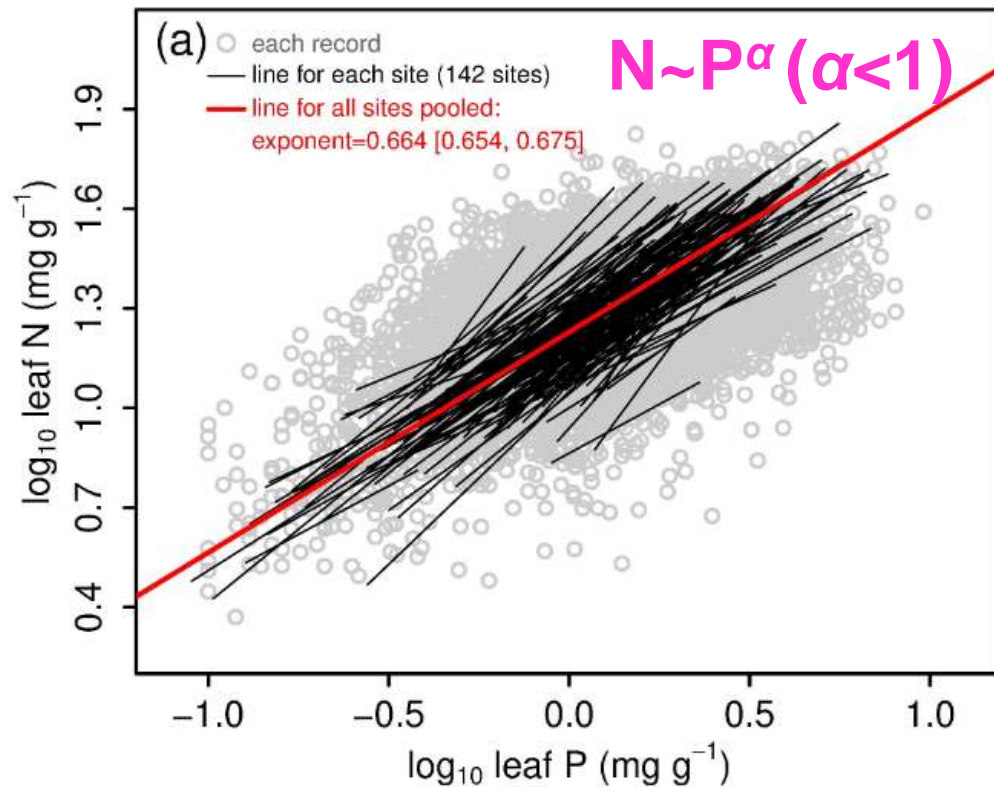 (a)
each record
line for each site (142 sites)
line for all sites pooled:
exponent=0.664 [0.654, 0.675]
N~P^α (α<1)
log₁₀ leaf N (mg g⁻¹)
1.9
1.6
1.3
1.0
0.7
0.4
−1.0 −0.5 0.0 0.5 1.0
log₁₀ leaf P (mg g⁻¹)